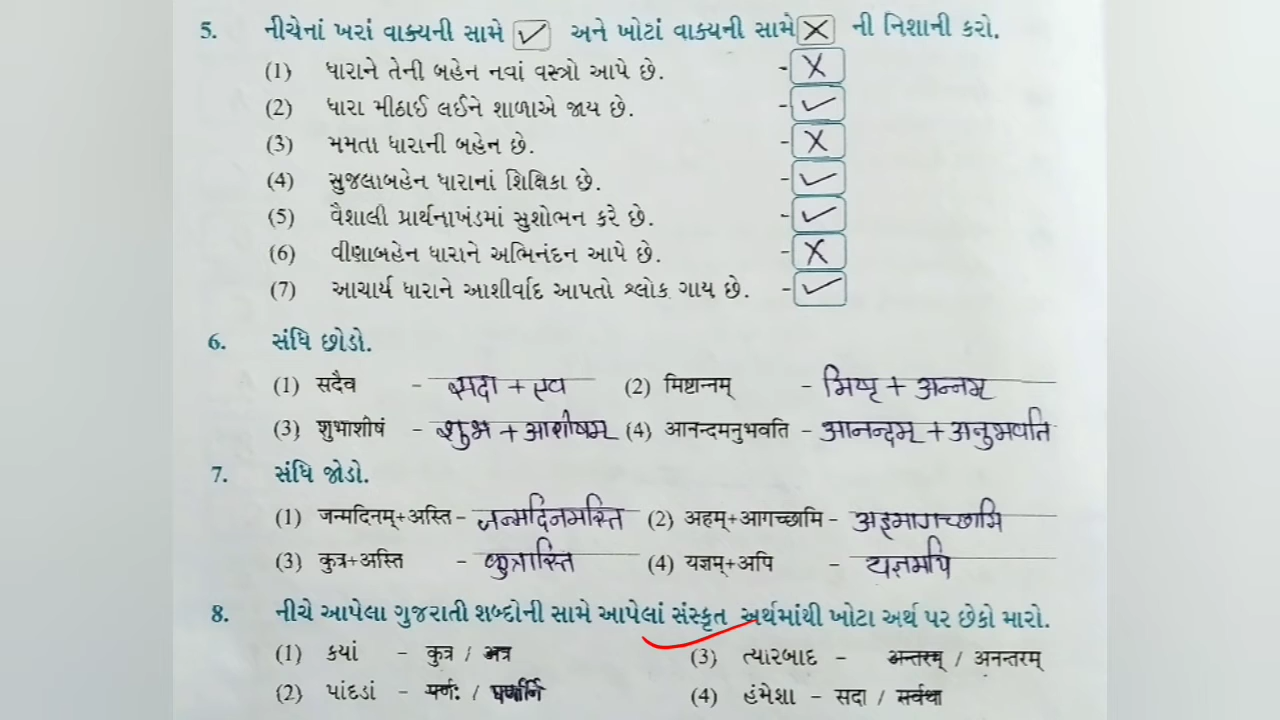 5. નીચેનાં ખરાં વાક્યની સામે ✓ અને ખોટાં વાક્યની સામે ✗ ની નિશાની કરો.
(1) ધારાને તેની બહેન નવાં વસ્ત્રો આપે છે. - ✗
(2) ધારા મીઠાઈ લઈને શાળાએ જાય છે. - ✓
(3) મમતા ધારાની બહેન છે. - ✗
(4) સુજલાબહેન ધારાનાં શિક્ષિકા છે. - ✓
(5) વૈશાલી પ્રાર્થનાખંડમાં સુશોભન કરે છે. - ✓
(6) વીણાબહેન ધારાને અભિનંદન આપે છે. - ✗
(7) આચાર્ય ધારાને આશીર્વાદ આપતો શ્લોક ગાય છે. - ✓
6. સંધિ છોડો.
(1) सदैव - सदा + एव (2) मिष्टान्नम् - मिष्ट + अन्नम्
(3) शुभाशीषं - शुभ + आशीषम् (4) आनन्दमनुभवति - आनन्दम् + अनुभवति
7. સંધિ જોડો.
(1) जन्मदिनम्+अस्ति - जन्मदिनमस्ति (2) अहम्+आगच्छामि - अहमागच्छामि
(3) कुत्र+अस्ति - कुत्रास्ति (4) यज्ञम्+अपि - यज्ञमपि
8. નીચે આપેલા ગુજરાતી શબ્દોની સામે આપેલાં સંસ્કૃત અર્થમાંથી ખોટા અર્થ પર છેકો મારો.
(1) કયાં - कुत्र / अत्र (3) ત્યારબાદ - अन्तरम् / अनन्तरम्
(2) પાંદડાં - पर्णः / पर्णानि (4) હંમેશા - सदा / सर्वथा